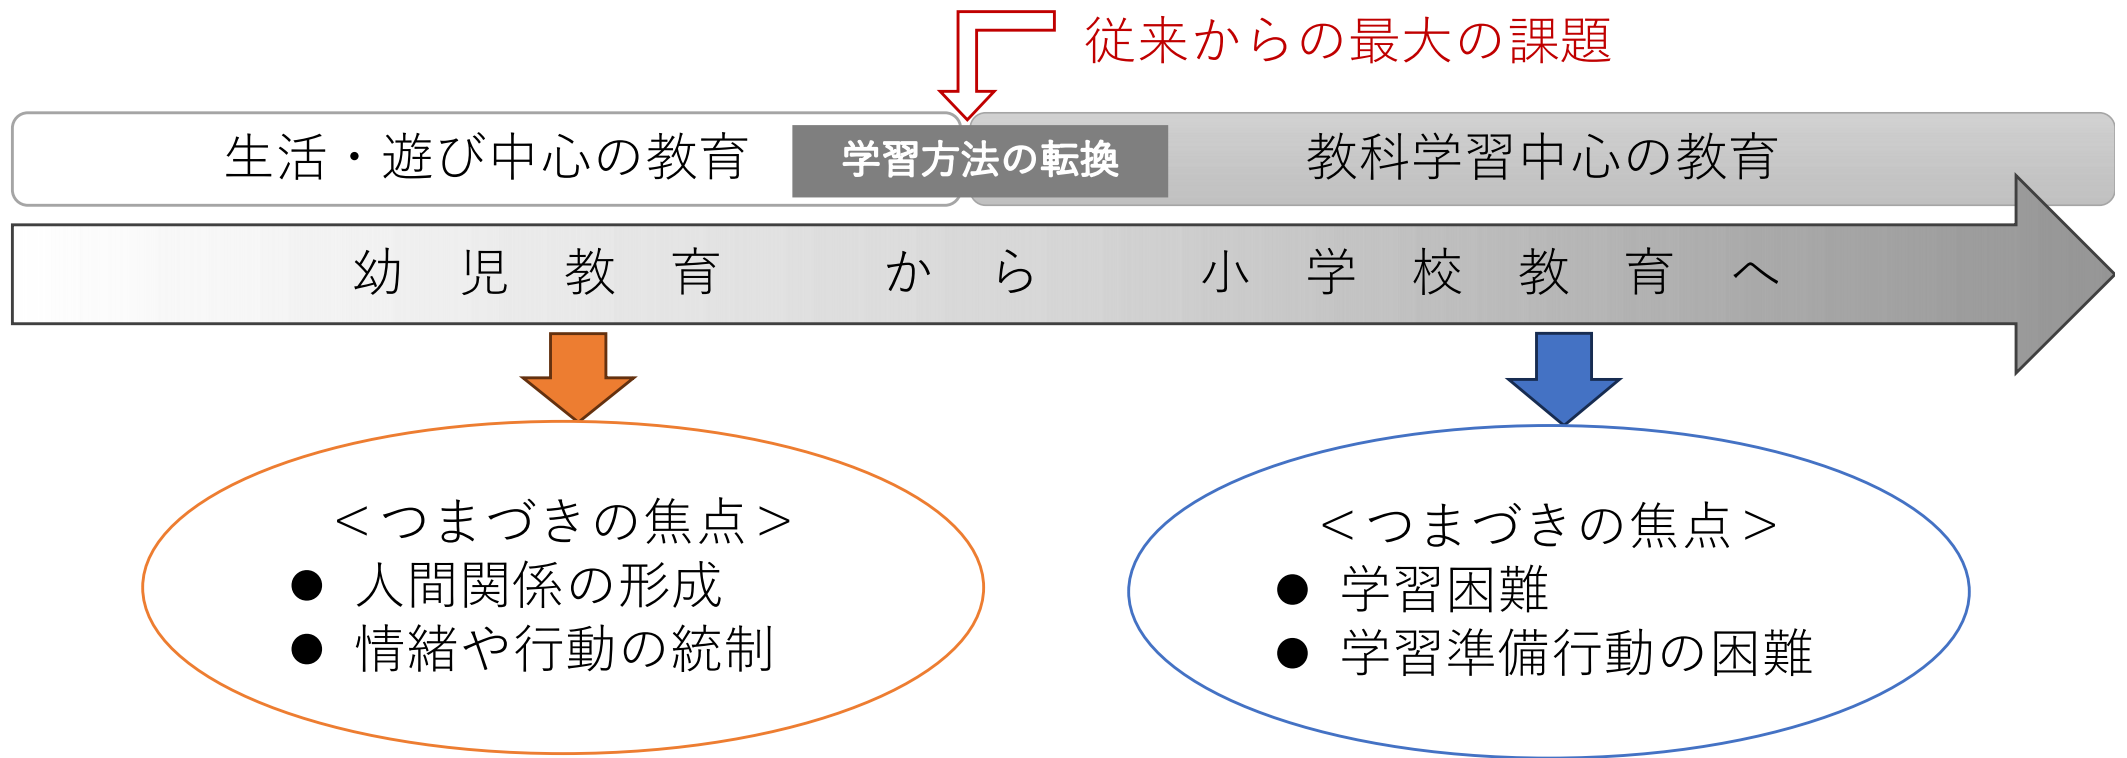 従来からの最大の課題
生活・遊び中心の教育
学習方法の転換
教科学習中心の教育
幼児教育　から　小学校教育へ
＜つまづきの焦点＞
● 人間関係の形成
● 情緒や行動の統制
＜つまづきの焦点＞
● 学習困難
● 学習準備行動の困難